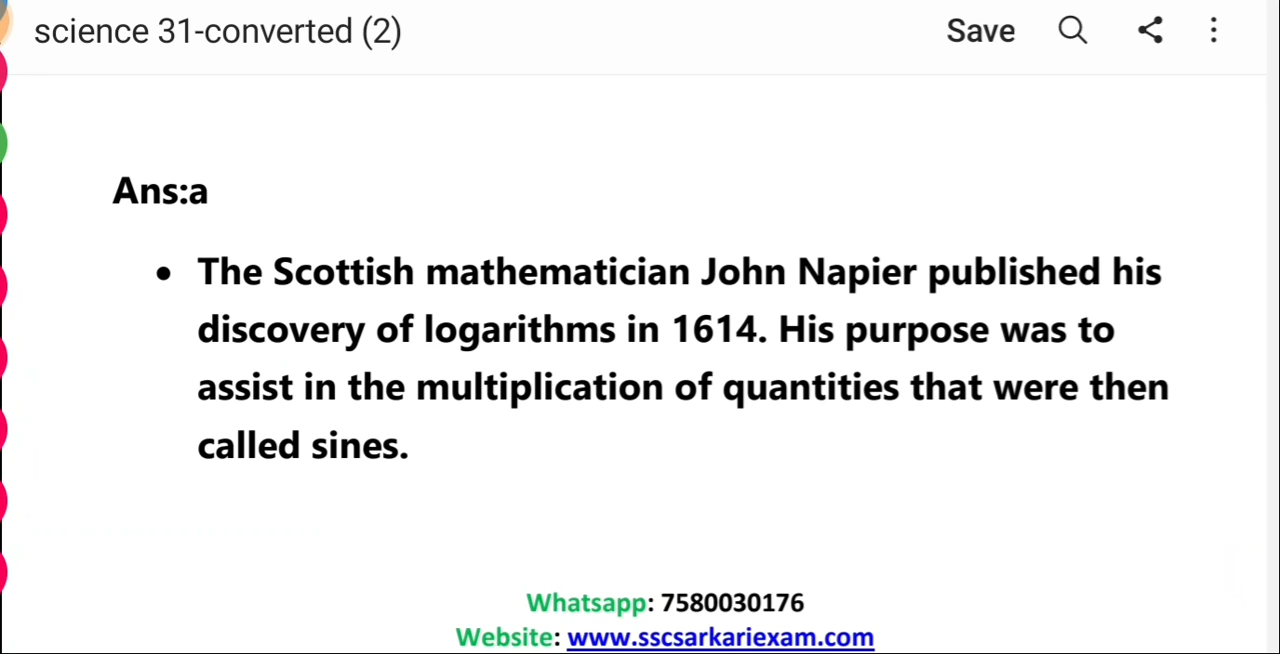 science 31-converted (2) Save
Ans:a
• The Scottish mathematician John Napier published his
discovery of logarithms in 1614. His purpose was to
assist in the multiplication of quantities that were then
called sines.
Whatsapp: 7580030176
Website: www.sscsarkariexam.com